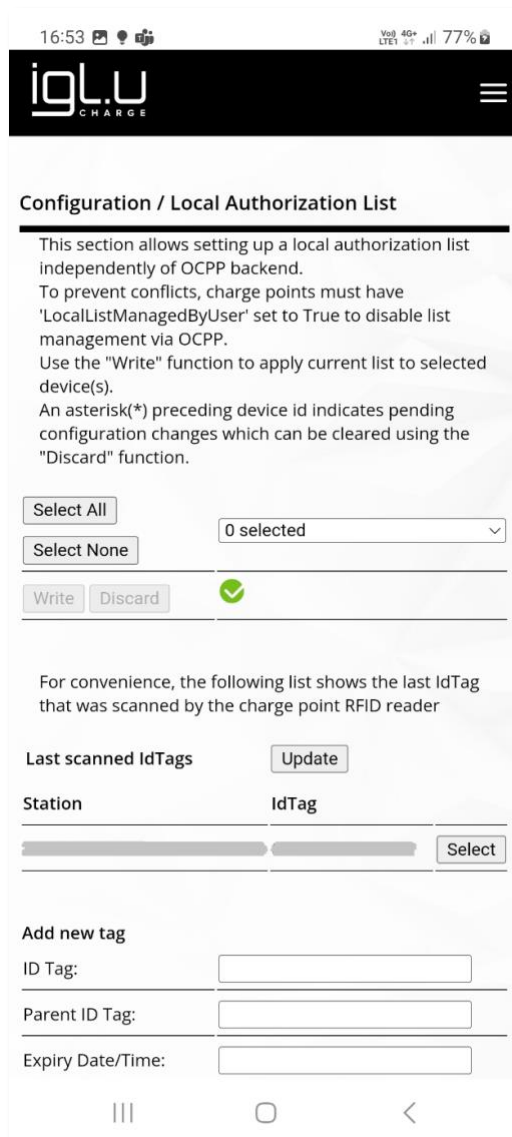 16:53
Vo)) 4G+
LTE1 77%
igL.U
CHARGE
Configuration / Local Authorization List
This section allows setting up a local authorization list
independently of OCPP backend.
To prevent conflicts, charge points must have
'LocalListManagedByUser' set to True to disable list
management via OCPP.
Use the "Write" function to apply current list to selected
device(s).
An asterisk(*) preceding device id indicates pending
configuration changes which can be cleared using the
"Discard" function.
Select All
0 selected
Select None
Write Discard
For convenience, the following list shows the last IdTag
that was scanned by the charge point RFID reader
Last scanned IdTags Update
Station IdTag
Select
Add new tag
ID Tag:
Parent ID Tag:
Expiry Date/Time: